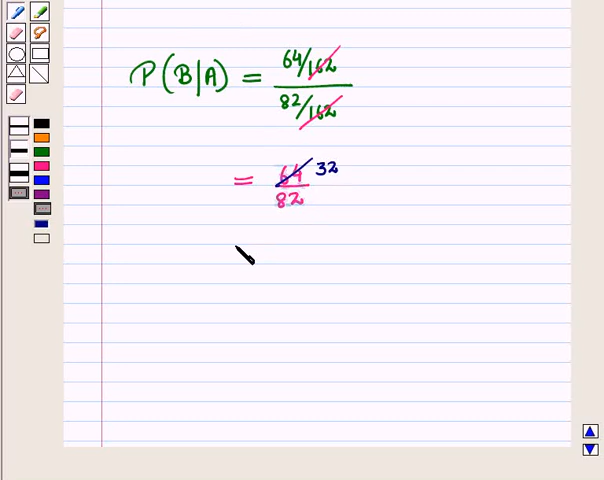 P(B|A) = 64/162
82/162
= 64 32
82